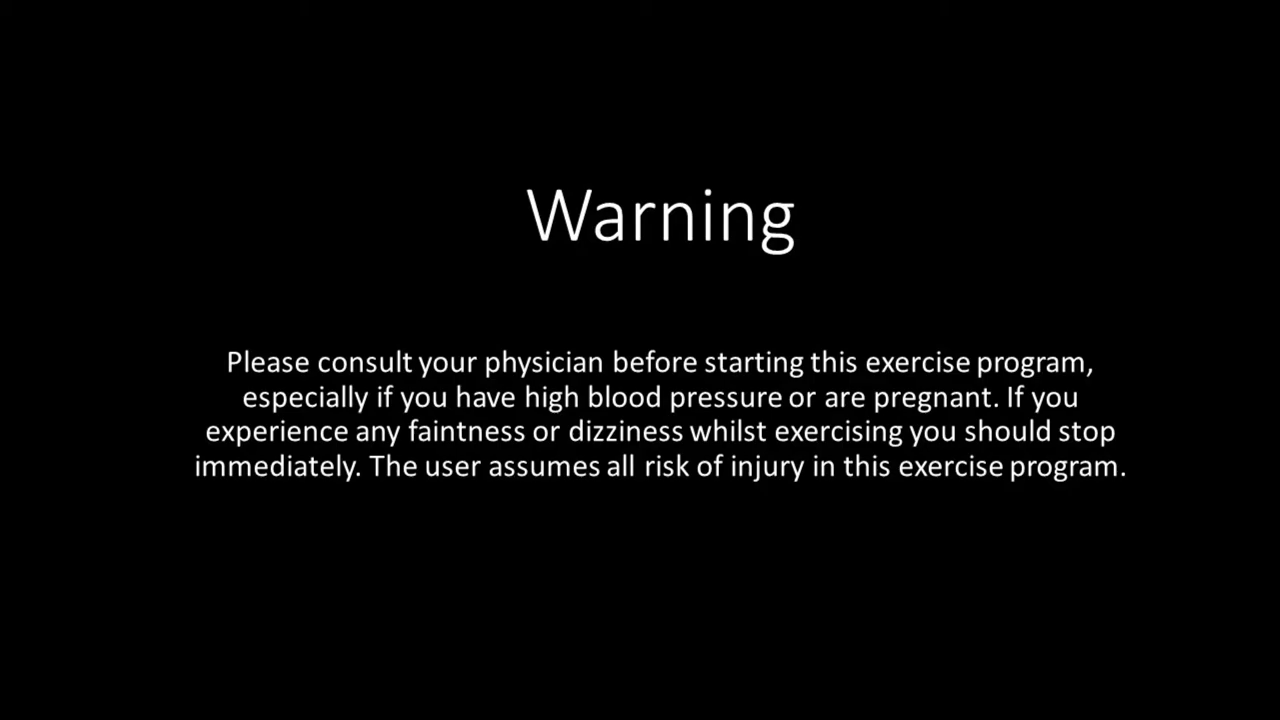 Warning
Please consult your physician before starting this exercise program,
especially if you have high blood pressure or are pregnant. If you
experience any faintness or dizziness whilst exercising you should stop
immediately. The user assumes all risk of injury in this exercise program.